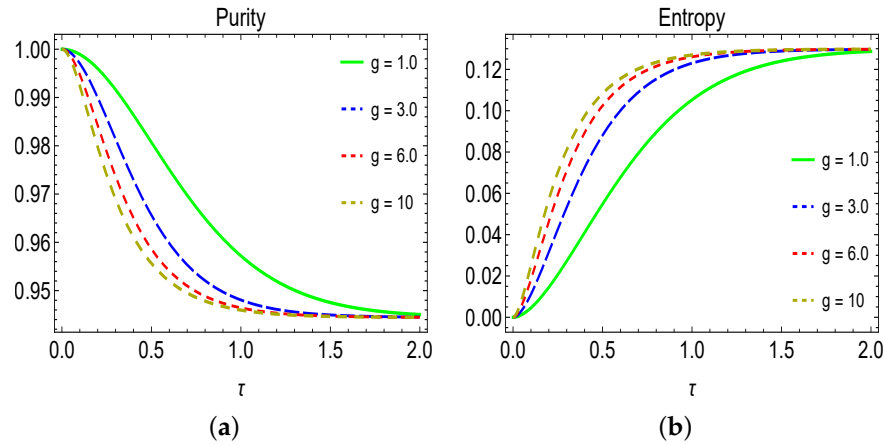 Purity
1.00
0.99
0.98
0.97
0.96
0.95
g = 1.0
g = 3.0
g = 6.0
g = 10
0.0 0.5 1.0 1.5 2.0
τ
(a)
Entropy
0.12
0.10
0.08
0.06
0.04
0.02
0.00
g = 1.0
g = 3.0
g = 6.0
g = 10
0.0 0.5 1.0 1.5 2.0
τ
(b)